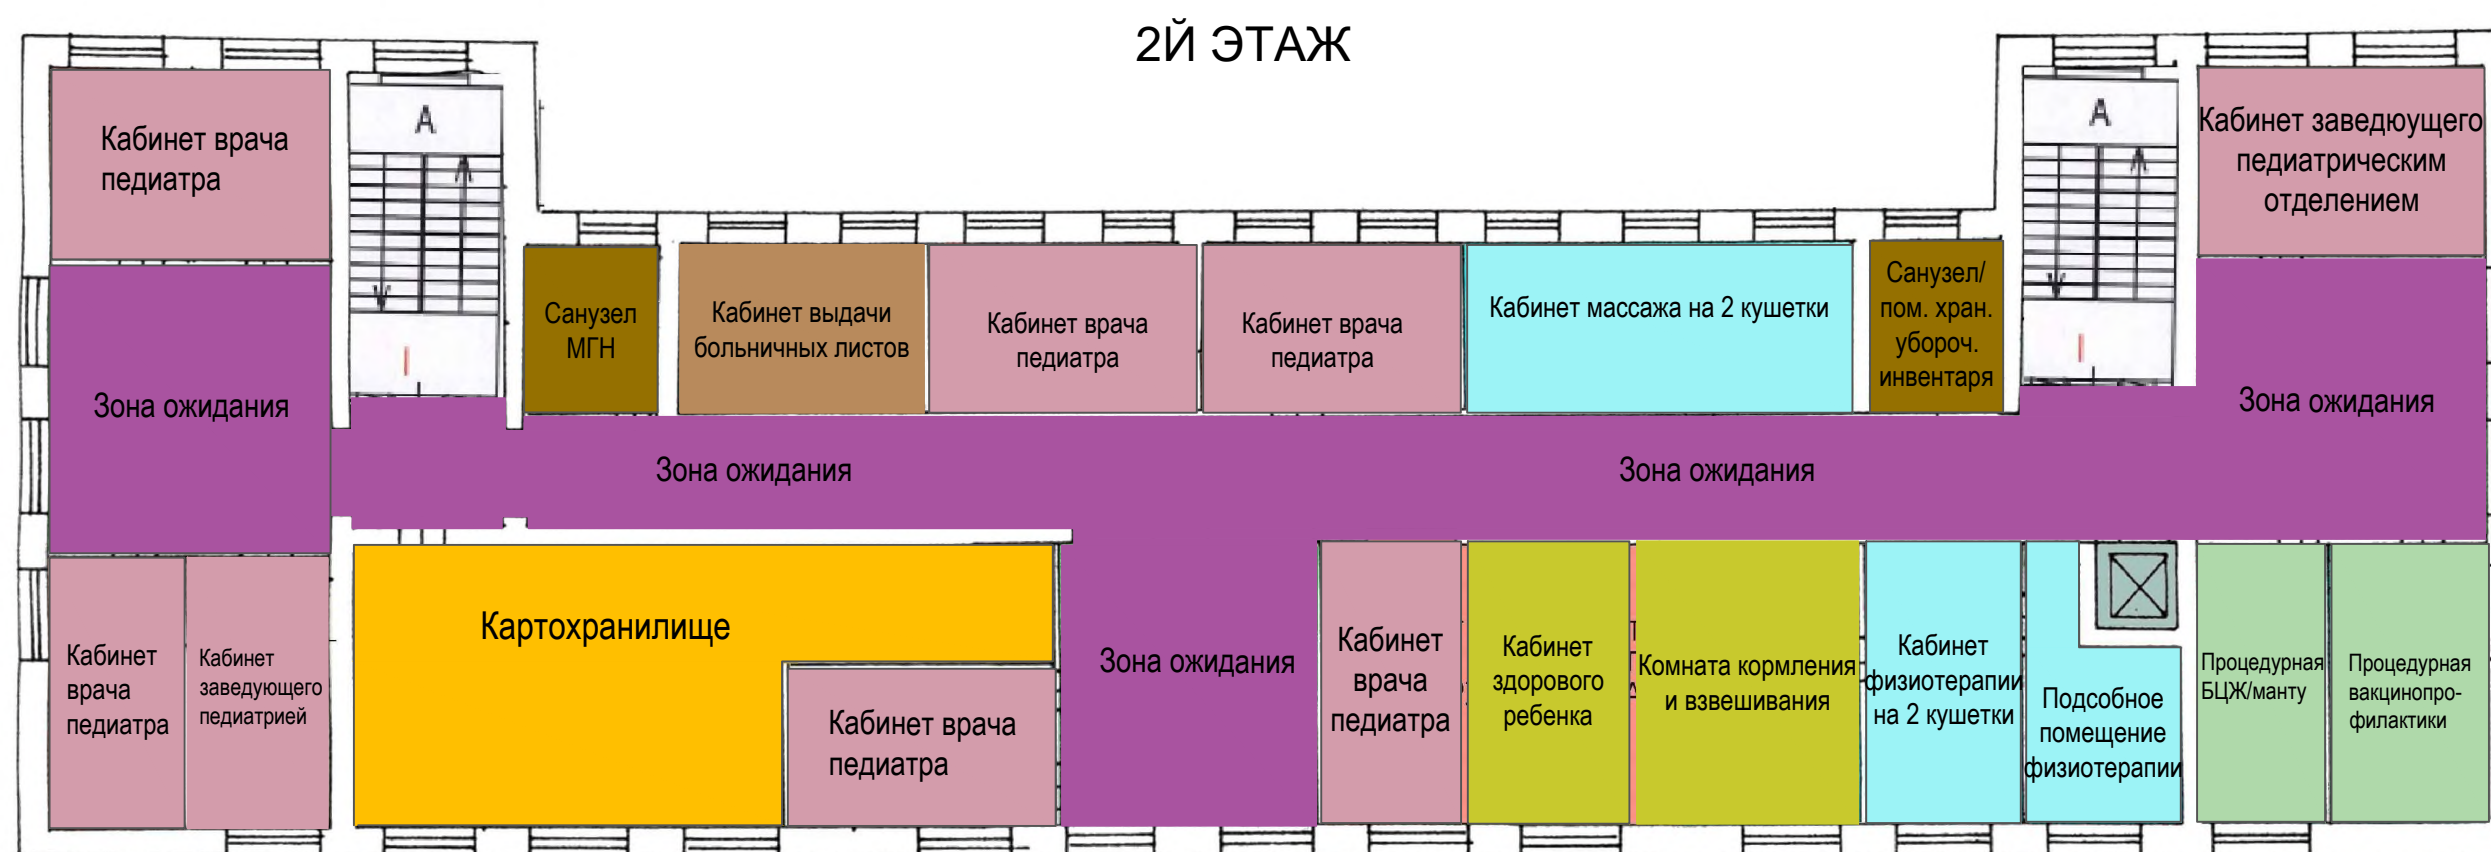 2Й ЭТАЖ
Кабинет врача
педиатра
А
А
Кабинет заведюущего
педиатрическим
отделением
Санузел
МГН
Кабинет выдачи
больничных листов
Кабинет врача
педиатра
Кабинет врача
педиатра
Кабинет массажа на 2 кушетки
Санузел/
пом. хран.
убороч.
инвентаря
I
I
Зона ожидания
Зона ожидания
Зона ожидания
Зона ожидания
Кабинет
врача
педиатра
Кабинет
заведующего
педиатрией
Картохранилище
Кабинет врача
педиатра
Зона ожидания
Кабинет
врача
педиатра
Кабинет
здорового
ребенка
Комната кормления
и взвешивания
Кабинет
физиотерапии
на 2 кушетки
Подсобное
помещение
физиотерапии
Процедурная
БЦЖ/манту
Процедурная
вакцинопро-
филактики